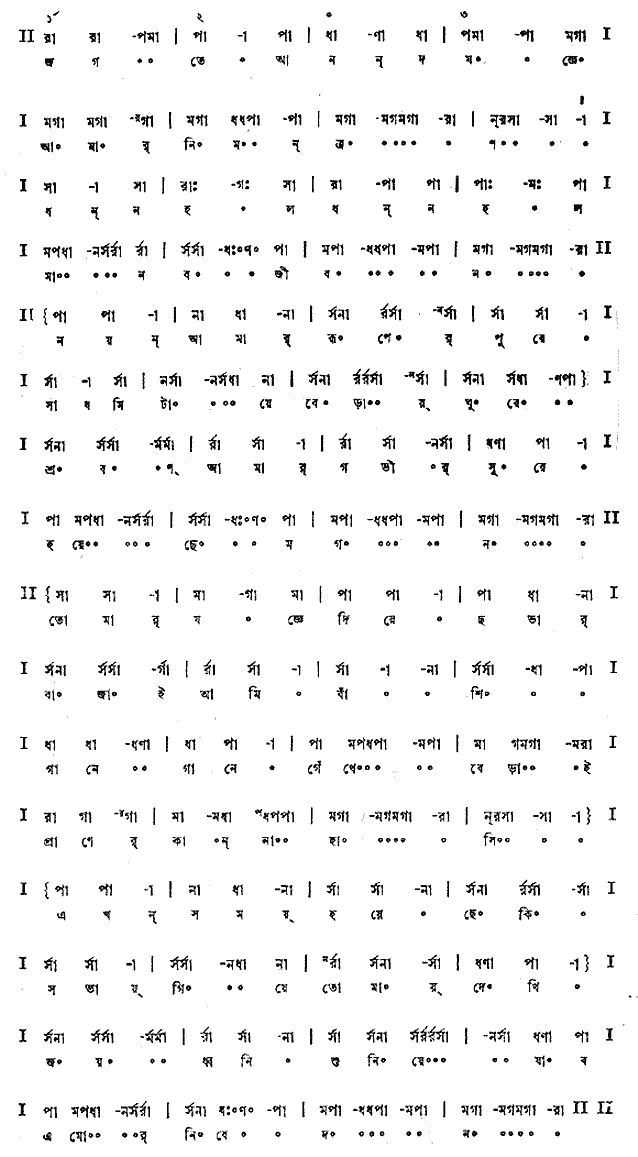 ১´ ২ ০ ৩
II রা রা -পমা | পা -া পা | ধা -ণা ধা | পমা -পা মগা I
জ গ ০০ তে ০ আ ন ন্ দ য০ ০ জ্ঞে০
I মগা মগা -রগা | মগা ধধপা -পা | মগা -মগমগা -রা | ন্‌রসা -সা -া I
আ০ মা০ র্ নি০ ম০০ ন্ ত্র০ ০০০০ ০ ণ০০ ০ ০
I সা -া সা | রাঃ -গঃ সা | রা -পা পা | পাঃ -মঃ পা I
ধ ন্ ন হ ০ ল ধ ন্ ন হ ০ ল
I মপধা -নর্সর্রা র্রা | র্সর্সা -ধঃ০ণ০ পা | মপা -ধধপা -মপা | মগা -মগমগা -রা II
মা০০ ০০০ ন ব০ ০০ জী ব০ ০০০ ০০ ন০ ০০০০ ০
II {পা পা -া | না ধা -না | র্সনা র্রর্সা -র্সা | র্সা র্সা -া I
ন য় ন্ আ মা র্ রূ০ পে০ র্ পু রে ০
I র্সা -া র্সা | নর্সা -নর্সধা না | র্সনা র্রর্রর্সা -র্সা | র্সনা র্সধা -ণপা} I
সা ধ মি টা০ ০০০ য়ে বে০ ড়া০০ য়্ ঘু০ রে০ ০০
I র্সনা র্সর্সা -র্মর্মা | র্রা র্সা -া | র্রা র্সা -নর্সা | ধণা পা -া I
শ্র০ ব০ ০ণ্ আ মা র্ গ ভী ০র্ সু০ রে ০
I পা মপধা -নর্সর্রা | র্সর্সা -ধঃ০ণ০ পা | মপা -ধধপা -মপা | মগা -মগমগা -রা II
হ য়ে০০ ০০০ ছে০ ০০ ম গ০ ০০০ ০০ ন০ ০০০০ ০
II {সা সা -া | মা -গা মা | পা পা -া | পা ধা -না I
তো মা র্ য ০ জ্ঞে দি য়ে ০ ছ ভা র্
I র্সনা র্সর্সা -র্গা | র্রা র্সা -া | র্সা -া -না | র্সর্সা -ধা -পা I
বা০ জা০ ই আ মি ০ বাঁ ০ ০ শি০ ০ ০
I ধা ধা -ধণা | ধা পা -া | পা মপধপা -মপা | মা গমগা -মরা I
গা নে ০০ গা নে ০ গেঁ থে০০০ ০০ বে ড়া০০ ০ই
I রা গা -রগা | মা -মধা পধপপা | মগা -মগমগা -রা | ন্‌রসা -সা -া} I
প্রা ণে র্ কা ০ন্ না০০ হা০ ০০০০ ০ সি০০ ০ ০
I {পা পা -া | না ধা -না | র্সা র্সা -না | র্সনা র্রর্সা -র্সা I
এ খ ন্ স ম য়্ হ য়ে ০ ছে০ কি০ ০
I র্সা র্সা -া | র্সর্সা -নধা না | র্রা র্সনা -র্সা | ধণা পা -া} I
স ভা য়্ গি০ ০০ য়ে তো মা০ য়্ দে০ খি ০
I র্সনা র্সর্সা -র্মর্মা | র্রা র্সা -না | র্সা র্সনা র্সর্রর্রর্সা | -নর্সা ধণা পা I
জ০ য়০ ০০ ধ্ব নি ০ শু নি০ য়ে০০০ ০০ যা০ ব
I পা মপধা -নর্সর্রা | র্সনা ধঃ০ণ০ -পা | মপা -ধধপা -মপা | মগা -মগমগা -রা II II
এ মো০০ ০০র্ নি০ বে০ ০ দ০ ০০০ ০০ ন০ ০০০০ ০